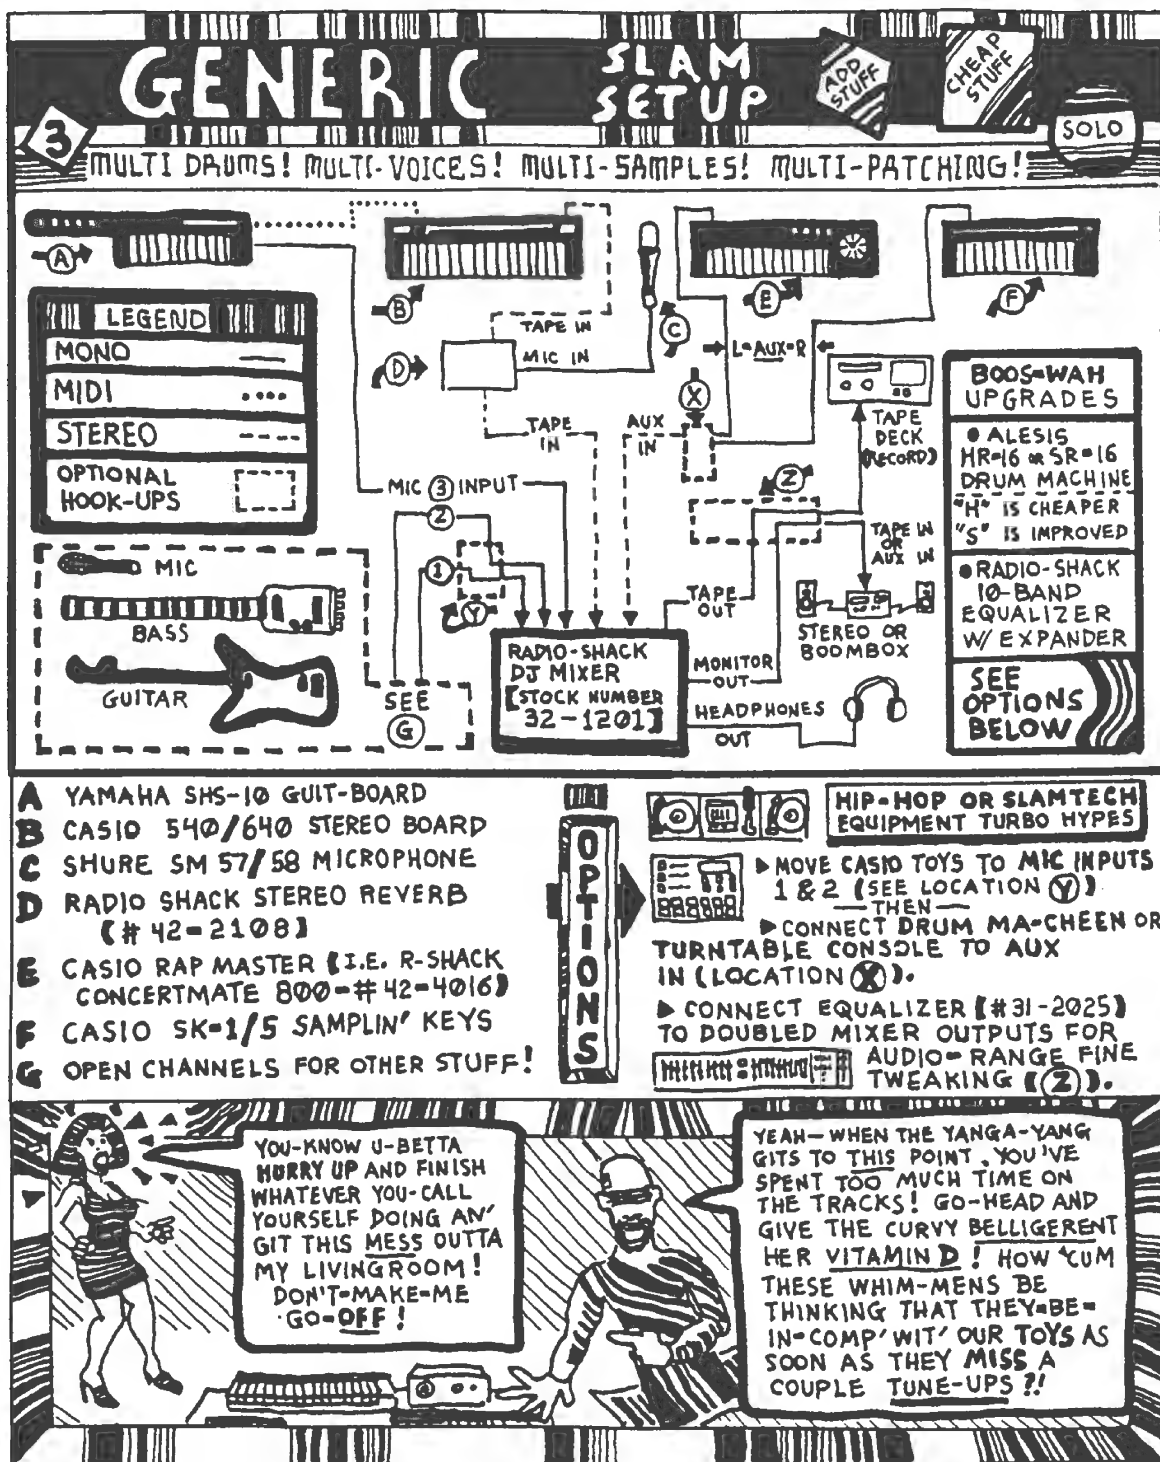 GENERIC
SLAM
SETUP
ADD
STUFF
CHEAP
STUFF
SOLO
3
MULTI DRUMS! MULTI-VOICES! MULTI-SAMPLES! MULTI-PATCHING!
A
B
C
D
E
F
LEGEND
MONO
MIDI
STEREO
OPTIONAL
HOOK-UPS
TAPE IN
MIC IN
TAPE
IN
L=AUX=R
X
AUX
IN
TAPE
DECK
(RECORD)
Z
MIC 3 INPUT
2
1
Y
TAPE IN
OR
AUX IN
TAPE
OUT
STEREO OR
BOOMBOX
MONITOR
OUT
HEADPHONES
OUT
RADIO-SHACK
DJ MIXER
[STOCK NUMBER
32-1201]
MIC
BASS
GUITAR
SEE
G
BOOS=WAH
UPGRADES
● ALESIS
HR=16 OR SR=16
DRUM MACHINE
"H" IS CHEAPER
"S" IS IMPROVED
● RADIO-SHACK
10-BAND
EQUALIZER
W/ EXPANDER
SEE
OPTIONS
BELOW
A YAMAHA SHS-10 GUIT-BOARD
B CASIO 540/640 STEREO BOARD
C SHURE SM 57/58 MICROPHONE
D RADIO SHACK STEREO REVERB
(# 42=2108)
E CASIO RAP MASTER (I.E. R-SHACK
CONCERTMATE 800=#42-4016)
F CASIO SK=1/5 SAMPLIN' KEYS
G OPEN CHANNELS FOR OTHER STUFF!
OPTIONS
HIP-HOP OR SLAMTECH
EQUIPMENT TURBO HYPES
▶ MOVE CASIO TOYS TO MIC INPUTS
1 & 2 (SEE LOCATION Y)
—THEN—
▶ CONNECT DRUM MA=CHEEN OR
TURNTABLE CONSOLE TO AUX
IN (LOCATION X).
▶ CONNECT EQUALIZER (#31-2025)
TO DOUBLED MIXER OUTPUTS FOR
AUDIO=RANGE FINE
TWEAKING (Z).
YOU-KNOW U-BETTA
HURRY UP AND FINISH
WHATEVER YOU-CALL
YOURSELF DOING AN'
GIT THIS MESS OUTTA
MY LIVINGROOM!
DON'T=MAKE=ME
GO=OFF!
YEAH—WHEN THE YANGA-YANG
GITS TO THIS POINT, YOU'VE
SPENT TOO MUCH TIME ON
THE TRACKS! GO-HEAD AND
GIVE THE CURVY BELLIGERENT
HER VITAMIN D! HOW 'CUM
THESE WHIM-MENS BE
THINKING THAT THEY=BE=
IN=COMP' WIT' OUR TOYS AS
SOON AS THEY MISS A
COUPLE TUNE-UPS?!